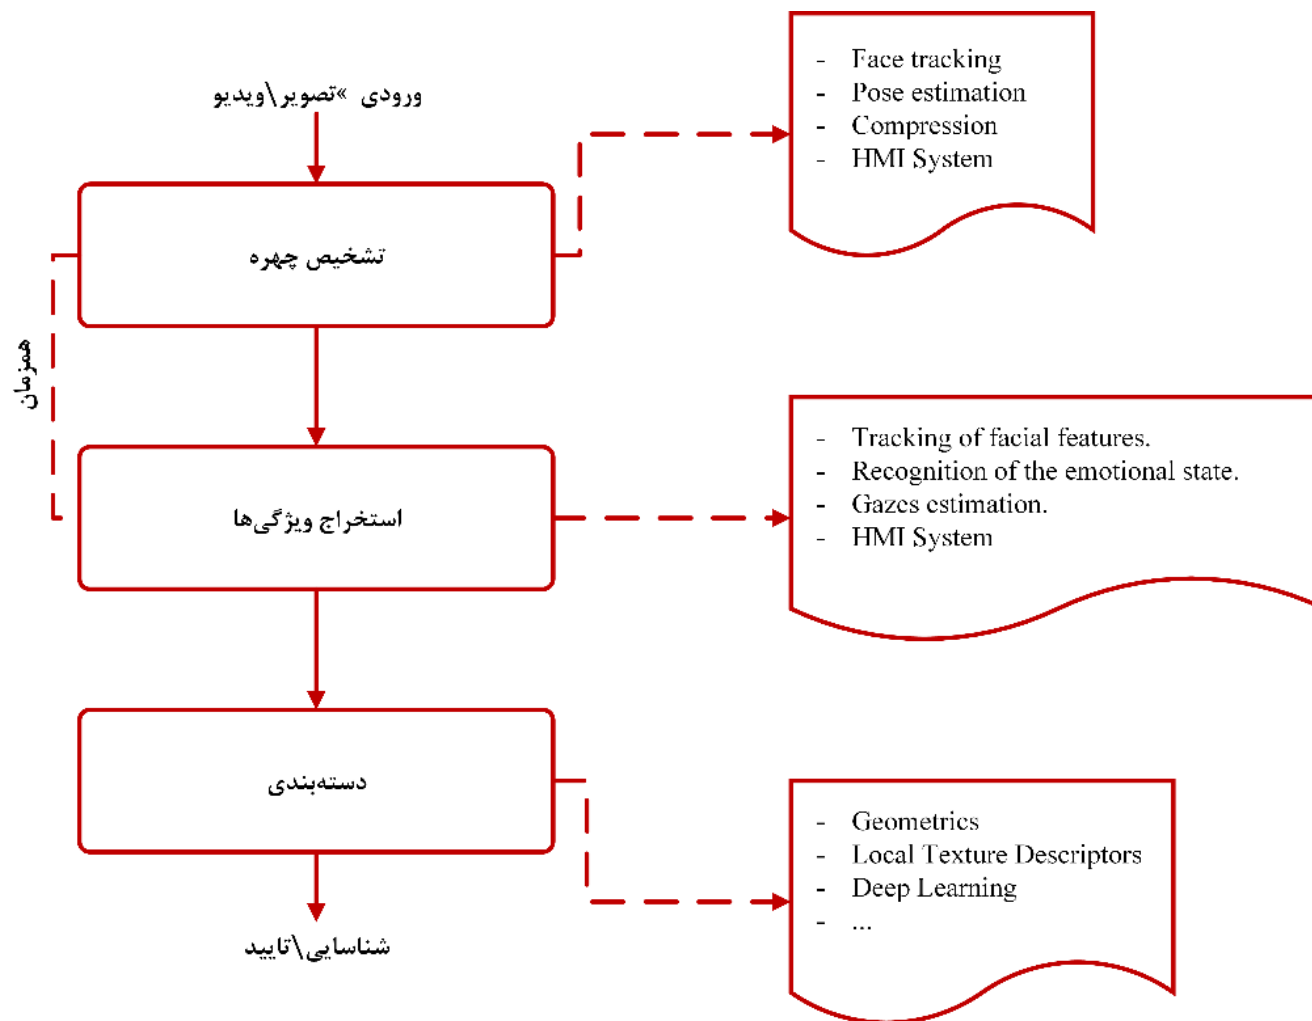 ورودی »تصویر\ویدیو
- Face tracking
- Pose estimation
- Compression
- HMI System
تشخیص چهره
همزمان
استخراج ویژگی‌ها
- Tracking of facial features.
- Recognition of the emotional state.
- Gazes estimation.
- HMI System
دسته‌بندی
- Geometrics
- Local Texture Descriptors
- Deep Learning
- ...
شناسایی\تایید